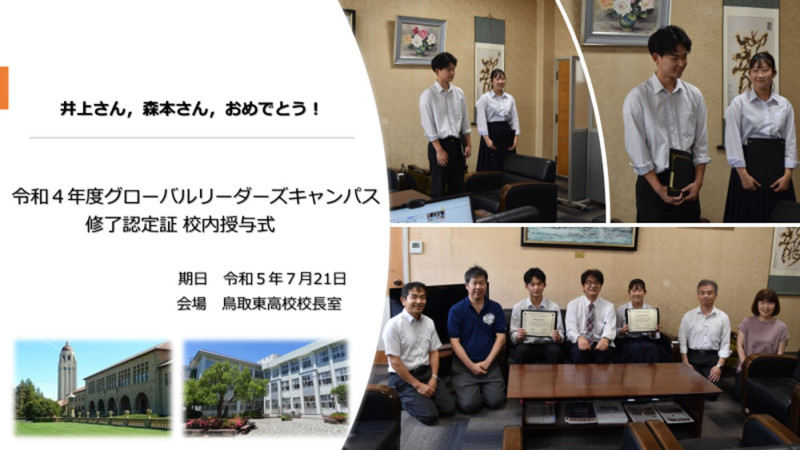 井上さん，森本さん，おめでとう！
令和４年度グローバルリーダーズキャンパス
修了認定証 校内授与式
期日　令和５年７月21日
会場　鳥取東高校校長室